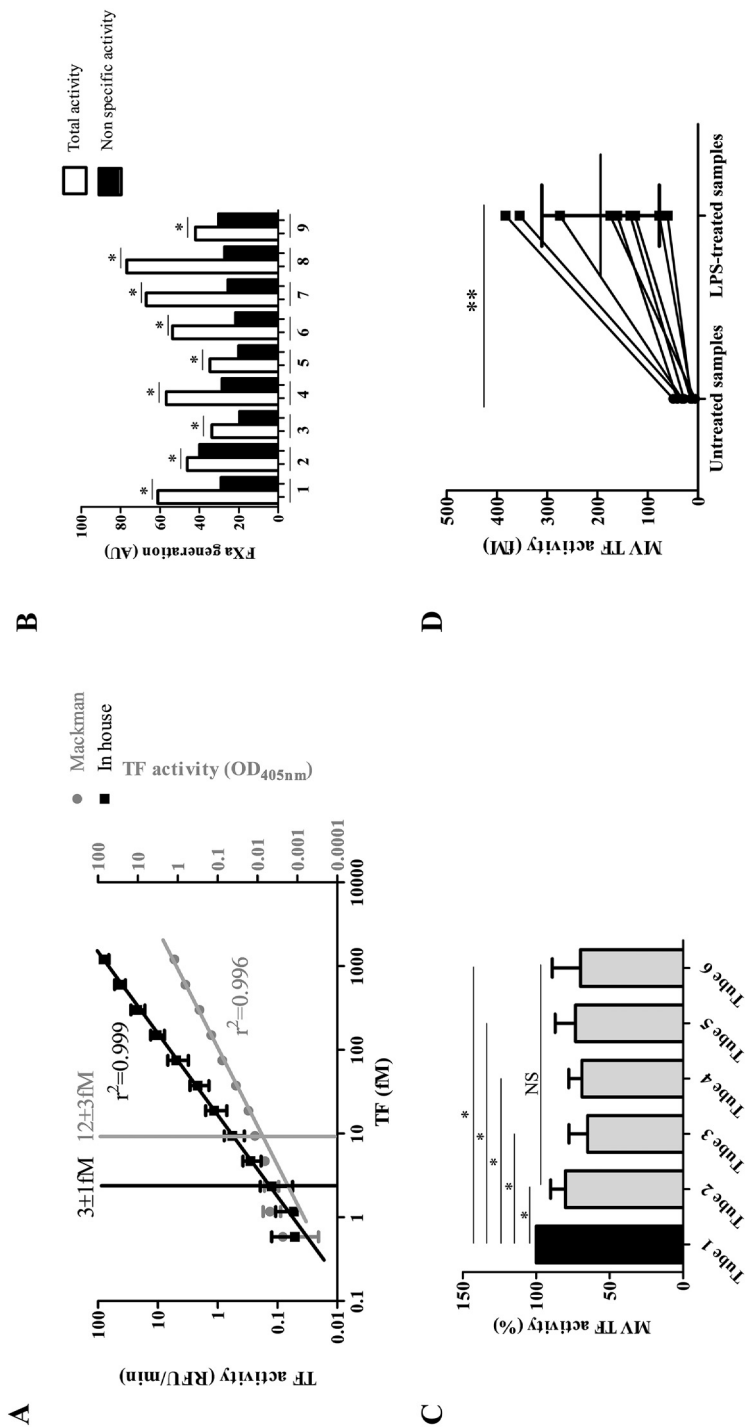 A
TF activity (RFU/min)
100
10
1
0.1
0.01
3±1fM
12±3fM
r²=0.999
r²=0.996
100
10
1
0.1
0.01
0.001
0.0001
TF activity (OD405nm)
Mackman
In house
0.1
1
10
100
1000
10000
TF (fM)
B
FXa generation (AU)
100
80
60
40
20
0
* * * * * * * * *
1 2 3 4 5 6 7 8 9
Total activity
Non specific activity
C
MV TF activity (%)
150
100
50
0
*
*
*
*
*
NS
Tube 1
Tube 2
Tube 3
Tube 4
Tube 5
Tube 6
D
MV TF activity (fM)
500
400
300
200
100
0
**
Untreated samples
LPS-treated samples